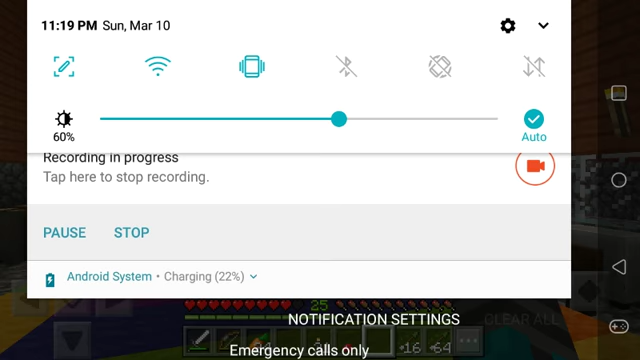 11:19 PM Sun, Mar 10
60%
Auto
Recording in progress
Tap here to stop recording.
PAUSE STOP
Android System • Charging (22%)
25
NOTIFICATION SETTINGS CLEAR ALL
16 64
Emergency calls only